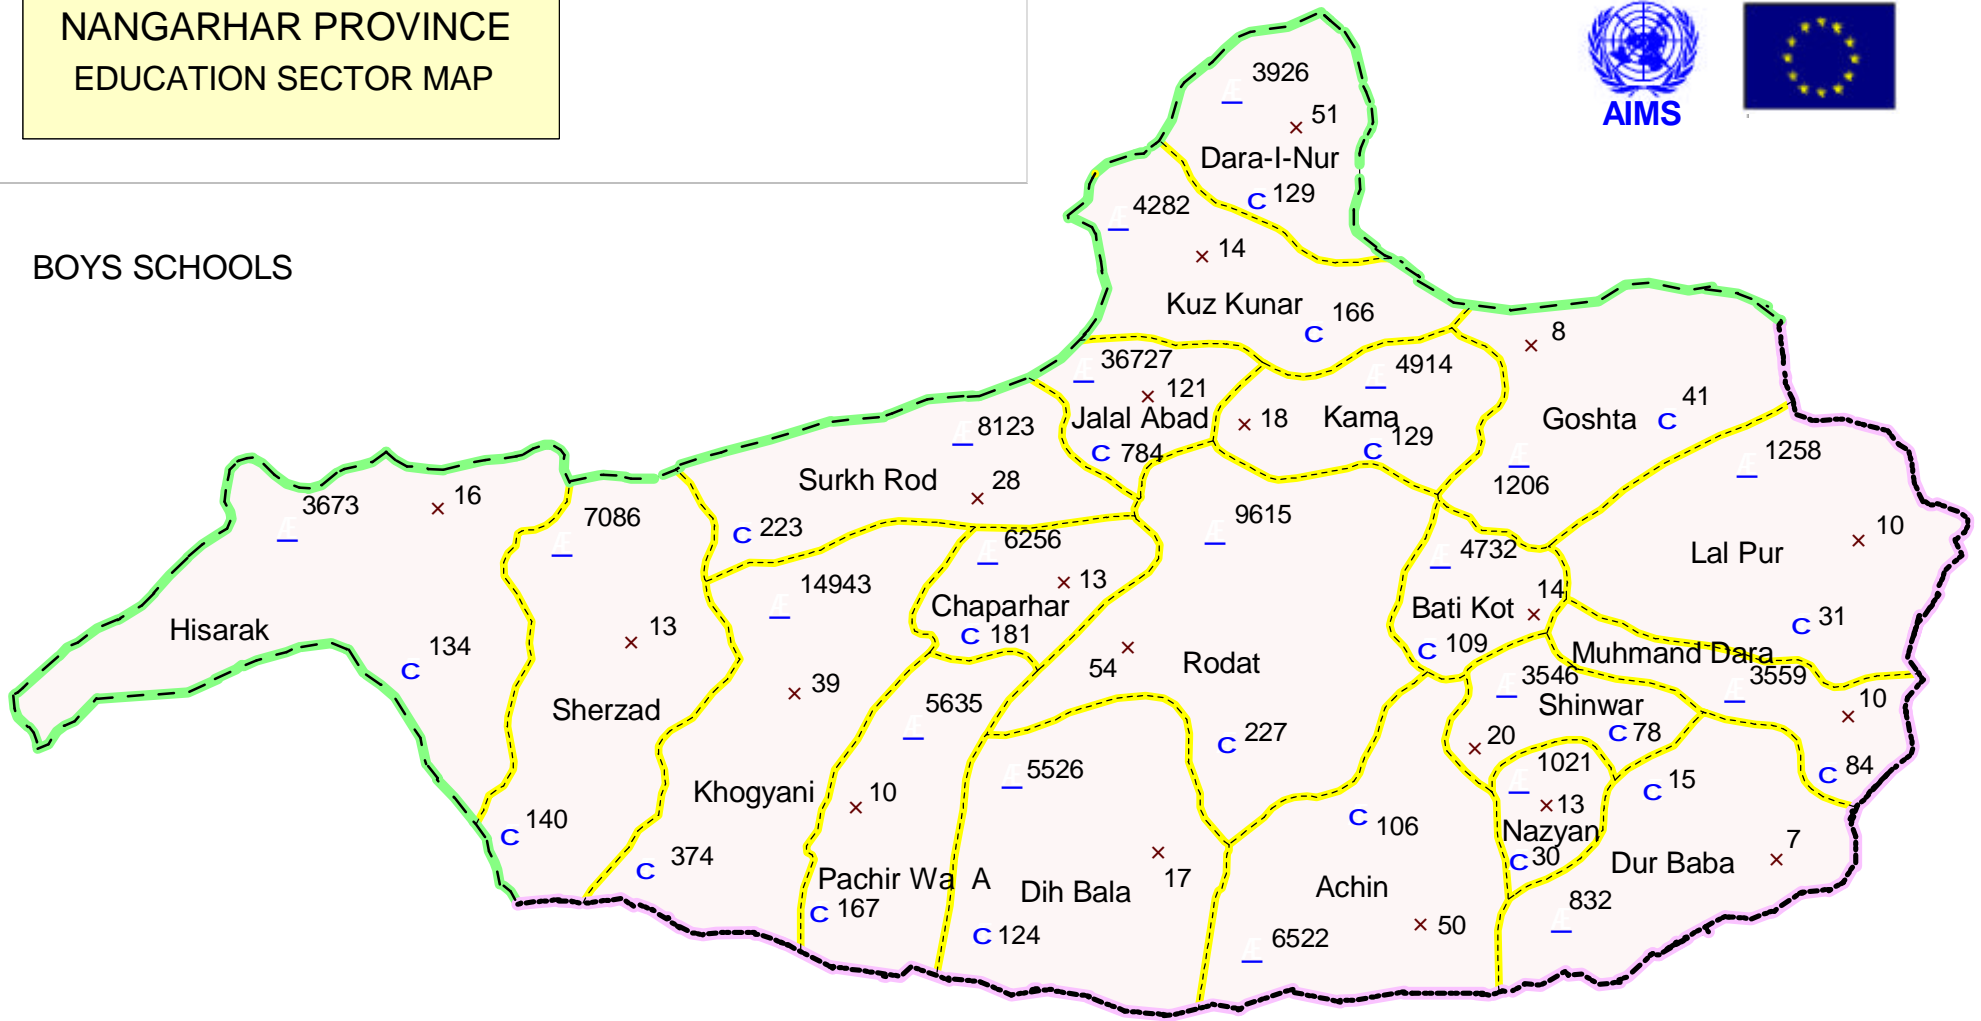 NANGARHAR PROVINCE
EDUCATION SECTOR MAP
AIMS
BOYS SCHOOLS
3926
51
Dara-I-Nur
C 129
4282
14
Kuz Kunar
C 166
36727
121
Jalal Abad
C 784
4914
18
Kama
C 129
8
Goshta
C 41
1206
1258
10
Lal Pur
C 31
8123
Surkh Rod
28
C 223
3673
16
Hisarak
C 134
7086
13
Sherzad
C 140
14943
39
Khogyani
C 374
6256
13
Chaparhar
C 181
9615
54
Rodat
C 227
4732
14
Bati Kot
C 109
Muhmand Dara
3559
10
C 84
3546
Shinwar
C 78
20
1021
13
Nazyan
C 30
C 15
7
Dur Baba
832
5635
10
Pachir Wa A
C 167
5526
17
Dih Bala
C 124
C 106
Achin
50
6522